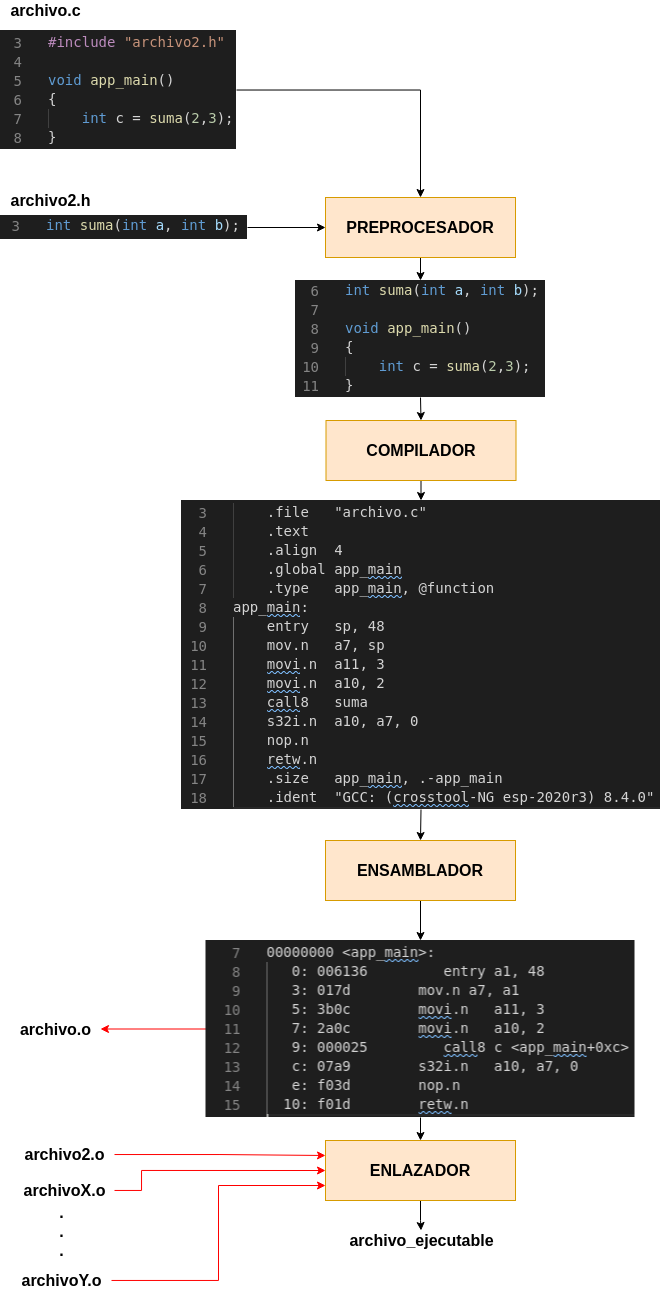 archivo.c
3 #include "archivo2.h"
4
5 void app_main()
6 {
7 int c = suma(2,3);
8 }
archivo2.h
3 int suma(int a, int b);
PREPROCESADOR
6 int suma(int a, int b);
7
8 void app_main()
9 {
10 int c = suma(2,3);
11 }
COMPILADOR
3 .file "archivo.c"
4 .text
5 .align 4
6 .global app_main
7 .type app_main, @function
8 app_main:
9 entry sp, 48
10 mov.n a7, sp
11 movi.n a11, 3
12 movi.n a10, 2
13 call8 suma
14 s32i.n a10, a7, 0
15 nop.n
16 retw.n
17 .size app_main, .-app_main
18 .ident "GCC: (crosstool-NG esp-2020r3) 8.4.0"
ENSAMBLADOR
7 00000000 <app_main>:
8 0: 006136 entry a1, 48
9 3: 017d mov.n a7, a1
10 5: 3b0c movi.n a11, 3
11 7: 2a0c movi.n a10, 2
12 9: 000025 call8 c <app_main+0xc>
13 c: 07a9 s32i.n a10, a7, 0
14 e: f03d nop.n
15 10: f01d retw.n
archivo.o
ENLAZADOR
archivo2.o
archivoX.o
.
.
.
archivoY.o
archivo_ejecutable